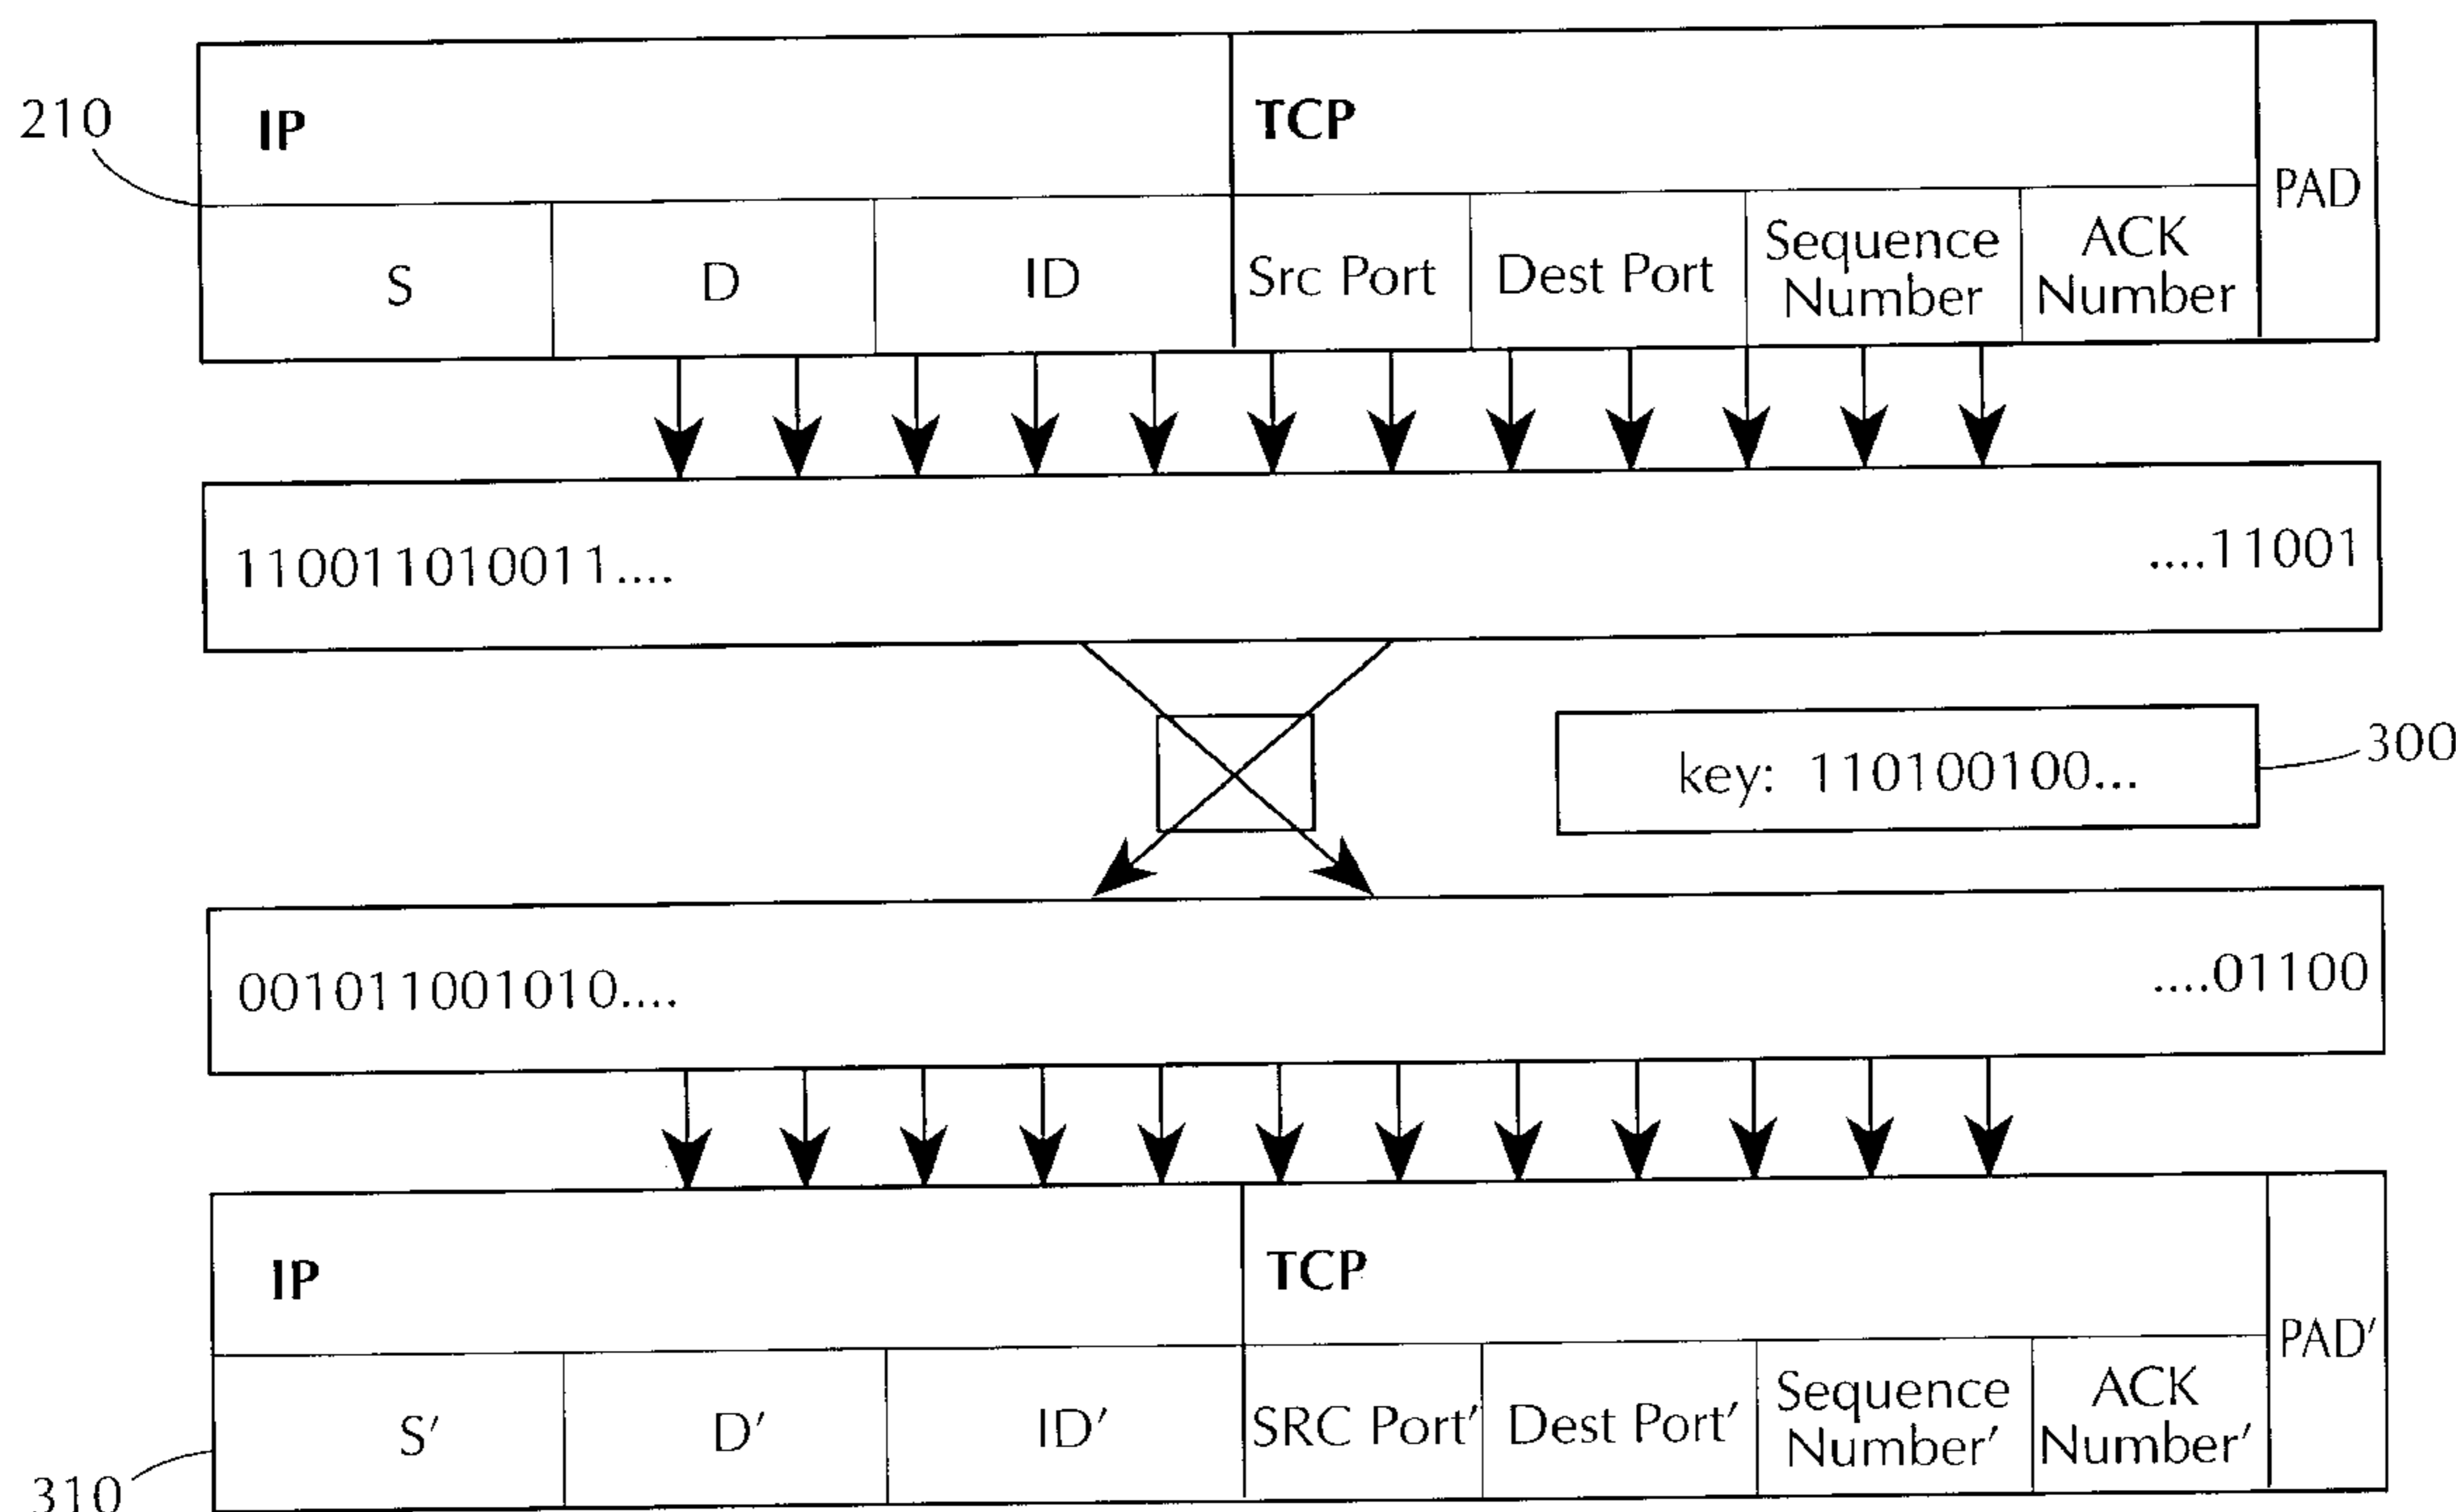 210
IP
TCP
PAD
S
D
ID
Src Port
Dest Port
Sequence
Number
ACK
Number
110011010011....
....11001
key: 110100100...
300
001011001010....
....01100
IP
TCP
PAD′
S′
D′
ID′
SRC Port′
Dest Port′
Sequence
Number′
ACK
Number′
310